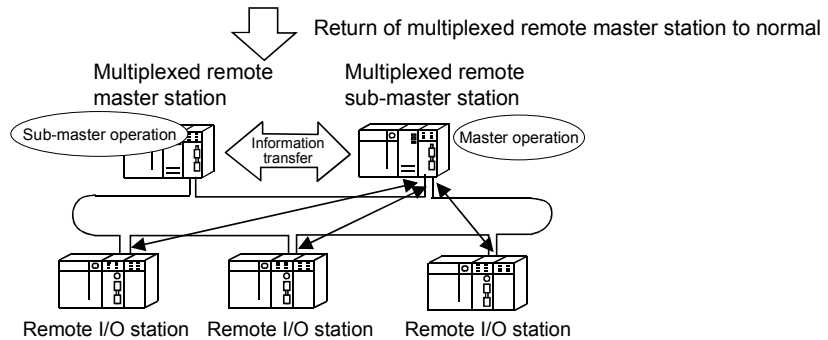 Return of multiplexed remote master station to normal
Multiplexed remote
master station
Multiplexed remote
sub-master station
Sub-master operation
Information
transfer
Master operation
Remote I/O station
Remote I/O station
Remote I/O station